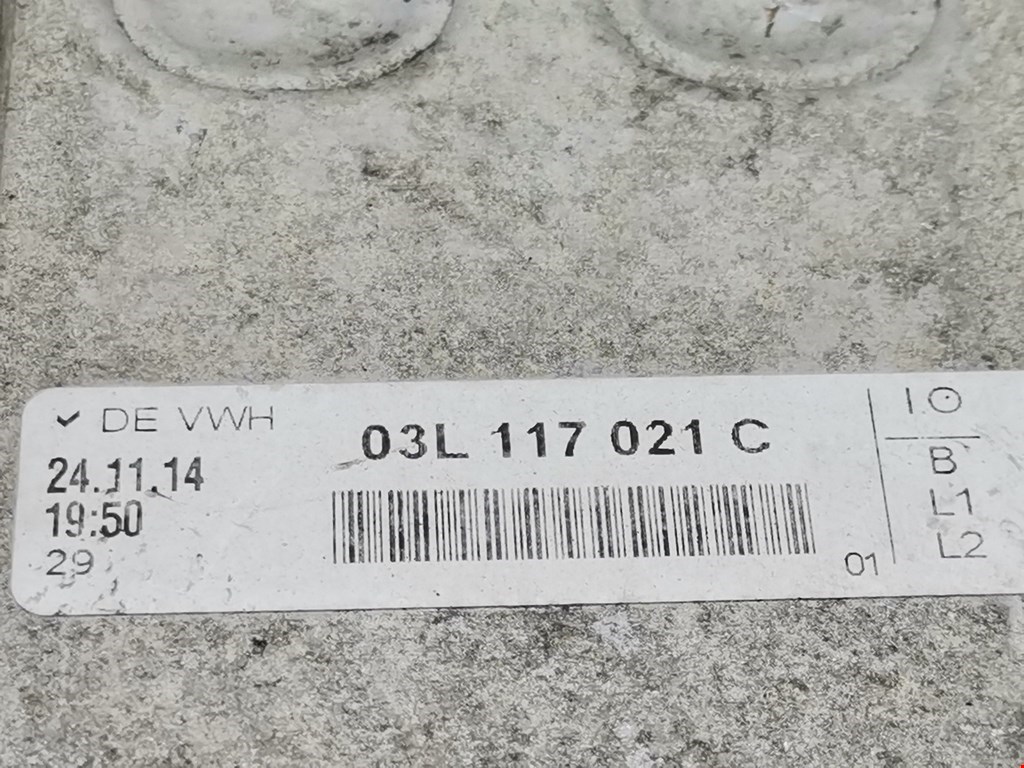 ✓ DE VWH
24.11.14
19:50
29
03L 117 021 C
01
I ⊙
B
L1
L2